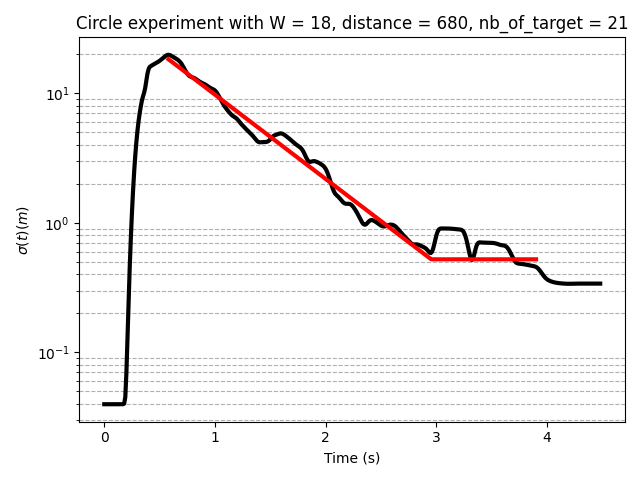 Circle experiment with W = 18, distance = 680, nb_of_target = 21
10¹
10⁰
10⁻¹
σ(t)(m)
0 1 2 3 4
Time (s)